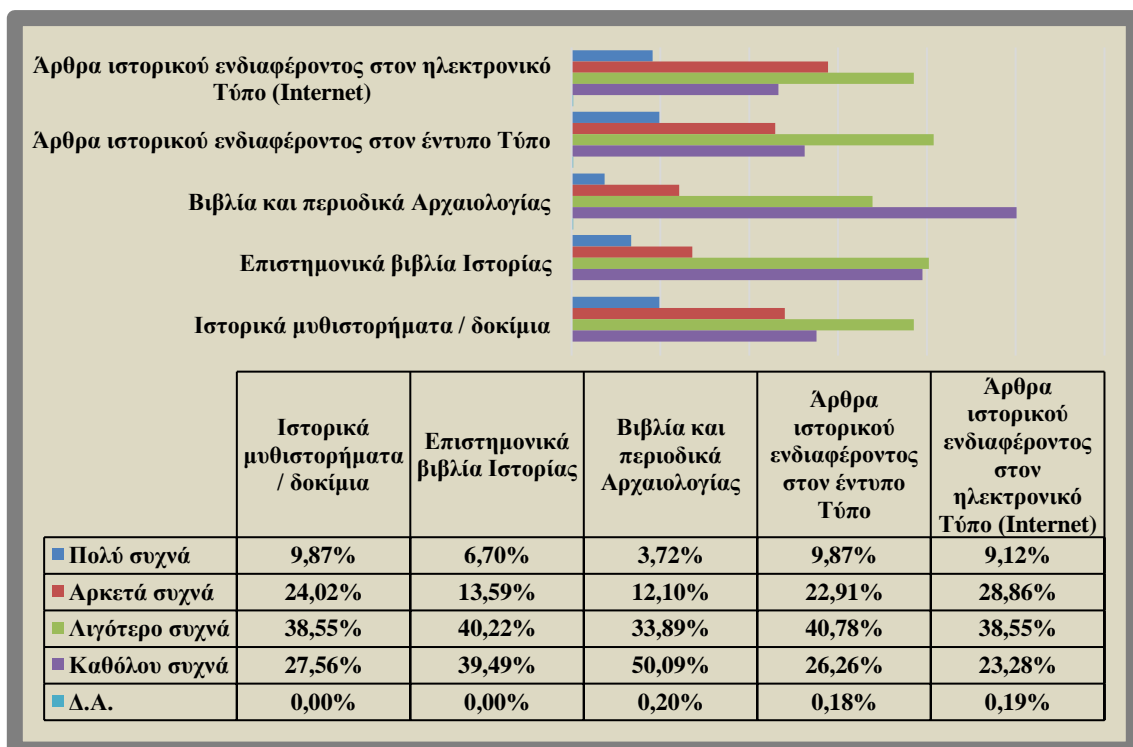 Άρθρα ιστορικού ενδιαφέροντος στον ηλεκτρονικό
Τύπο (Internet)
Άρθρα ιστορικού ενδιαφέροντος στον έντυπο Τύπο
Βιβλία και περιοδικά Αρχαιολογίας
Επιστημονικά βιβλία Ιστορίας
Ιστορικά μυθιστορήματα / δοκίμια
Ιστορικά
μυθιστορήματα
/ δοκίμια
Επιστημονικά
βιβλία Ιστορίας
Βιβλία και
περιοδικά
Αρχαιολογίας
Άρθρα
ιστορικού
ενδιαφέροντος
στον έντυπο
Τύπο
Άρθρα
ιστορικού
ενδιαφέροντος
στον
ηλεκτρονικό
Τύπο (Internet)
Πολύ συχνά 9,87% 6,70% 3,72% 9,87% 9,12%
Αρκετά συχνά 24,02% 13,59% 12,10% 22,91% 28,86%
Λιγότερο συχνά 38,55% 40,22% 33,89% 40,78% 38,55%
Καθόλου συχνά 27,56% 39,49% 50,09% 26,26% 23,28%
Δ.Α. 0,00% 0,00% 0,20% 0,18% 0,19%